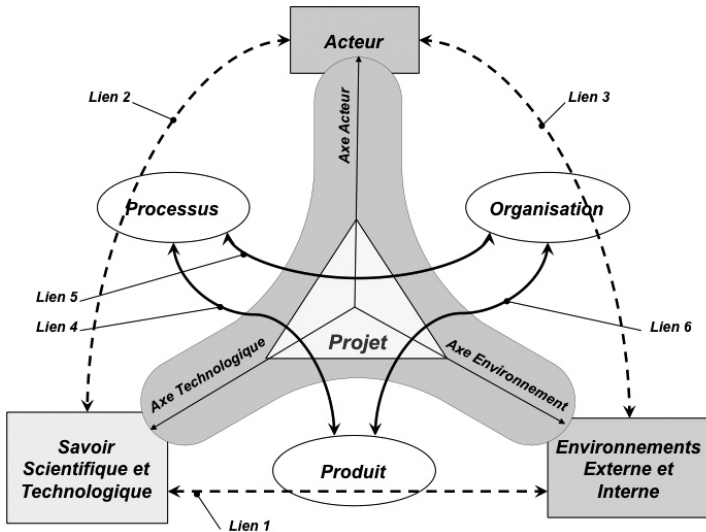 Acteur
Lien 2
Lien 3
Axe Acteur
Processus
Organisation
Lien 5
Lien 4
Lien 6
Projet
Axe Technologique
Axe Environnement
Savoir
Scientifique et
Technologique
Produit
Environnements
Externe et
Interne
Lien 1